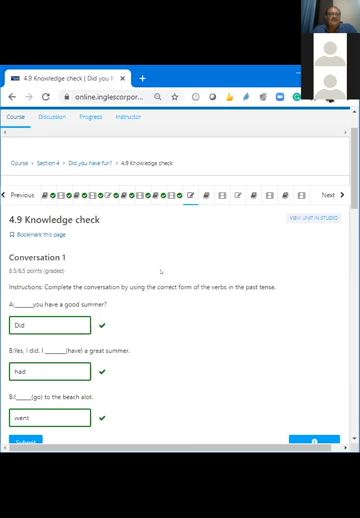 4.9 Knowledge check | Did you h
online.inglescorpor
Course
Discussion
Progress
Instructor
Course
Section 4
Did you have fun?
4.9 Knowledge check
Previous
Next
4.9 Knowledge check
VIEW UNIT IN STUDIO
Bookmark this page
Conversation 1
6.5/6.5 points (graded)
Instructions: Complete the conversation by using the correct form of the verbs in the past tense.
A:______you have a good summer?
Did
B:Yes, I did. I _______(have) a great summer.
had
B:I_____(go) to the beach alot.
went
Submit